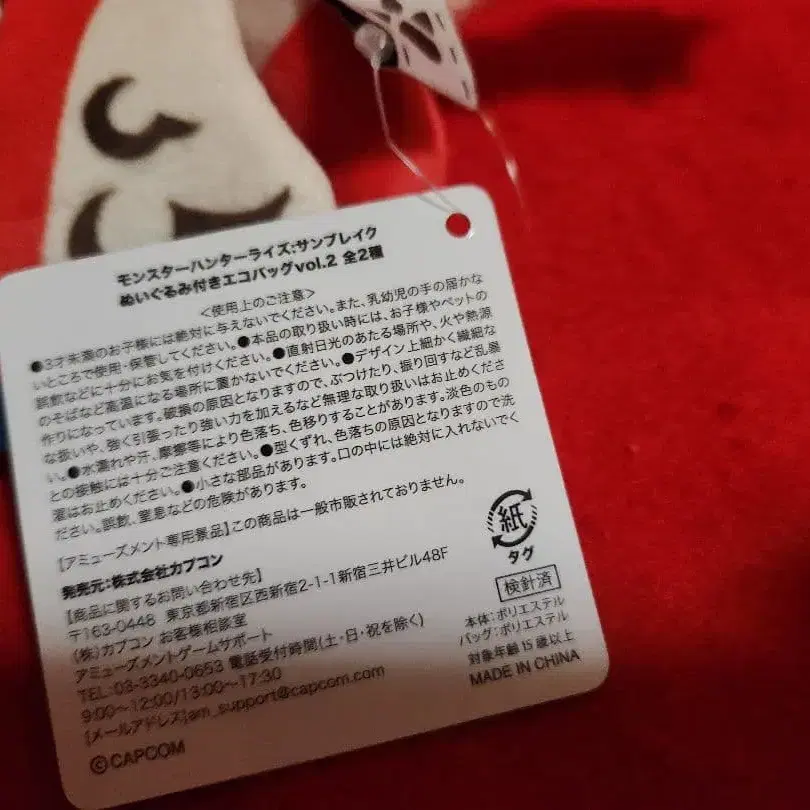 モンスターハンターライズ:サンブレイク
ぬいぐるみ付きエコバッグvol.2 全2種
<使用上のご注意>
●3才未満のお子様には絶対に与えないでください。また、乳幼児の手の届かな
いところで使用・保管してください。●本品の取り扱い時には、お子様やペットの
誤飲などに十分にお気を付けください。●直射日光のあたる場所や、火や熱源
のそばなど高温になる場所に置かないでください。●デザイン上細かく繊細な
作りになっています。破損の原因となりますので、ぶつけたり、振り回すなど乱暴
な扱いや、強く引張ったり強い力を加えるなど無理な取り扱いはお止めくださ
い。●水濡れや汗、摩擦等により色落ち、色移りすることがあります。淡色のもの
との接触には十分ご注意ください。●型くずれ、色落ちの原因となりますので洗
濯はお止めください。●小さな部品があります。口の中には絶対に入れないでく
ださい。誤飲、窒息などの危険があります。
【アミューズメント専用景品】この商品は一般市販されておりません。
発売元:株式会社カプコン
【商品に関するお問い合わせ先】
〒163-0448 東京都新宿区西新宿2-1-1新宿三井ビル48F
(株)カプコン お客様相談室
アミューズメントゲームサポート
TEL:03-3340-0653 電話受付時間(土・日・祝を除く)
9:00~12:00/13:00~17:30
[メールアドレス]am_support@capcom.com
©CAPCOM
紙
タグ
検針済
本体:ポリエステル
バッグ:ポリエステル
対象年齢15歳以上
MADE IN CHINA